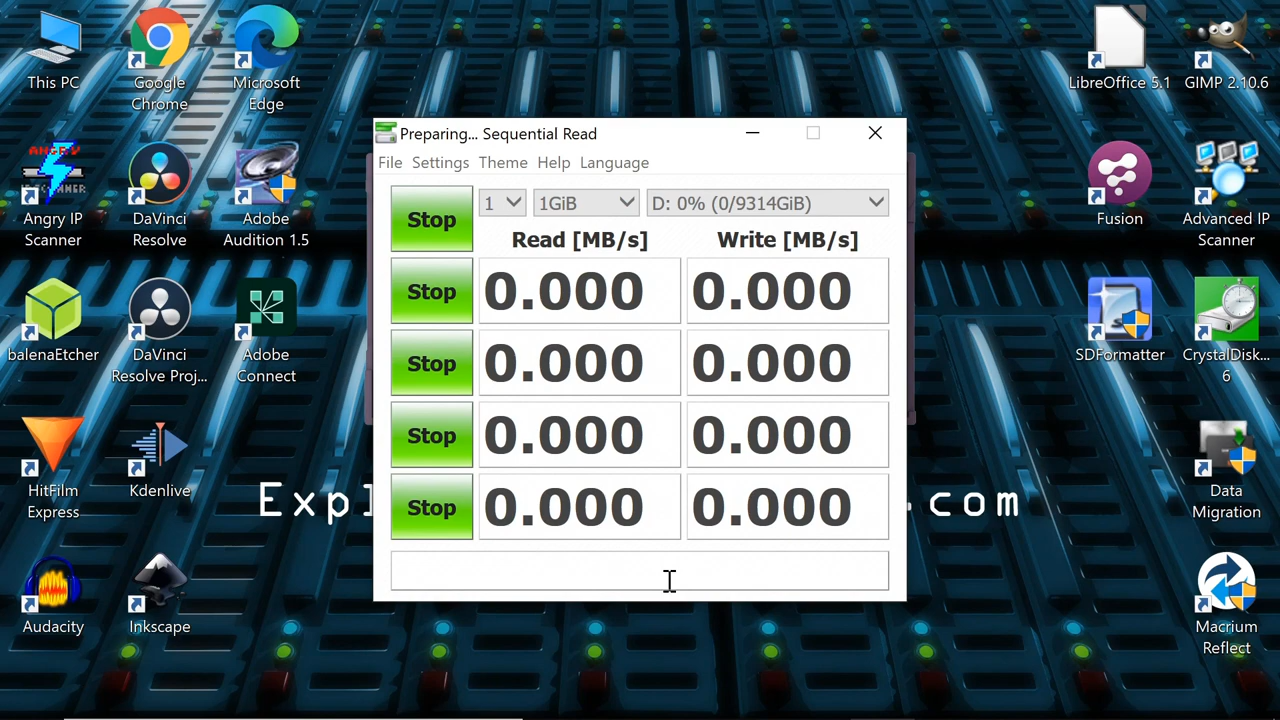 This PC
Google
Chrome
Microsoft
Edge
LibreOffice 5.1
GIMP 2.10.6
ANGRY
IP SCANNER
Angry IP
Scanner
DaVinci
Resolve
Adobe
Audition 1.5
Fusion
Advanced IP
Scanner
balenaEtcher
DaVinci
Resolve Proj...
Adobe
Connect
SDFormatter
CrystalDisk...
6
HitFilm
Express
Kdenlive
Data
Migration
Audacity
Inkscape
Macrium
Reflect
Expl
.com
Preparing... Sequential Read
File Settings Theme Help Language
Stop 1 1GiB D: 0% (0/9314GiB)
Read [MB/s] Write [MB/s]
Stop 0.000 0.000
Stop 0.000 0.000
Stop 0.000 0.000
Stop 0.000 0.000